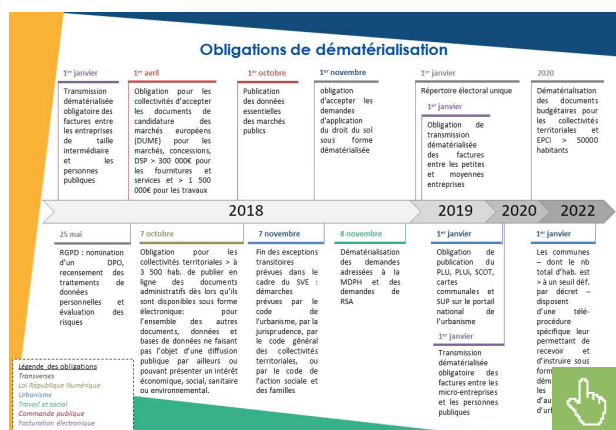 Obligations de dématérialisation
1er janvier
Transmission
dématérialisée
obligatoire des
factures entre
les entreprises
de taille
intermédiaire
et les
personnes
publiques
1er avril
Obligation pour les
collectivités d'accepter
les documents de
candidature des
marchés européens
(DUME) pour les
marchés, concessions,
DSP > 300 000€ pour
les fournitures et
services et > 1 500
000€ pour les travaux
1er octobre
Publication
des données
essentielles
des marchés
publics
1er novembre
obligation
d'accepter les
demandes
d'application
du droit du sol
sous forme
dématérialisée
1er janvier
Répertoire électoral unique
1er janvier
Obligation de
transmission
dématérialisée
des factures
entre les petites
et moyennes
entreprises
2020
Dématérialisation
des documents
budgétaires pour
les collectivités
territoriales et
EPCI > 50000
habitants
2018
2019
2020
2022
25 mai
RGPD : nomination
d'un DPO,
recensement des
traitements de
données
personnelles et
évaluation des
risques
7 octobre
Obligation pour les
collectivités territoriales > à
3 500 hab. de publier en
ligne des documents
administratifs dès lors qu'ils
sont disponibles sous forme
électronique: pour
l'ensemble des autres
documents, données et
bases de données ne faisant
pas l'objet d'une diffusion
publique par ailleurs ou
pouvant présenter un intérêt
économique, social, sanitaire
ou environnemental.
7 novembre
Fin des exceptions
transitoires
prévues dans le
cadre du SVE :
démarches
prévues par le
code de
l'urbanisme, par la
jurisprudence, par
le code général
des collectivités
territoriales, ou
par le code de
l'action sociale et
des familles
8 novembre
Dématérialisation
des demandes
adressées à la
MDPH et des
demandes de
RSA
1er janvier
Obligation de
publication du
PLU, PLUi, SCOT,
cartes
communales et
SUP sur le portail
national de
l'urbanisme
1er janvier
Transmission
dématérialisée
obligatoire des
factures entre les
micro-entreprises
et les personnes
publiques
1er janvier
Les communes
– dont le nb
total d'hab. est
> à un seuil déf.
par décret –
disposent
d'une télé-
procédure
spécifique leur
permettant de
recevoir et
d'instruire sous
Légende des obligations
Transverses
Loi République Numérique
Urbanisme
Travail et social
Commande publique
Facturation électronique